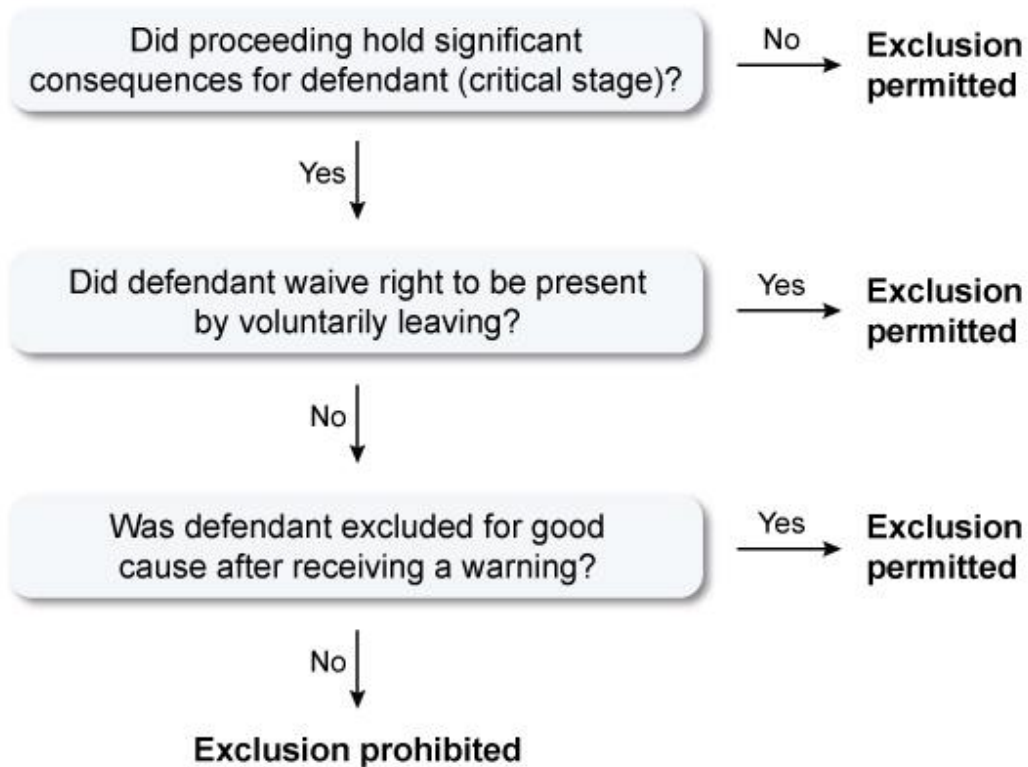 Did proceeding hold significant
consequences for defendant (critical stage)?
No
Exclusion
permitted
Yes
Did defendant waive right to be present
by voluntarily leaving?
Yes
Exclusion
permitted
No
Was defendant excluded for good
cause after receiving a warning?
Yes
Exclusion
permitted
No
Exclusion prohibited